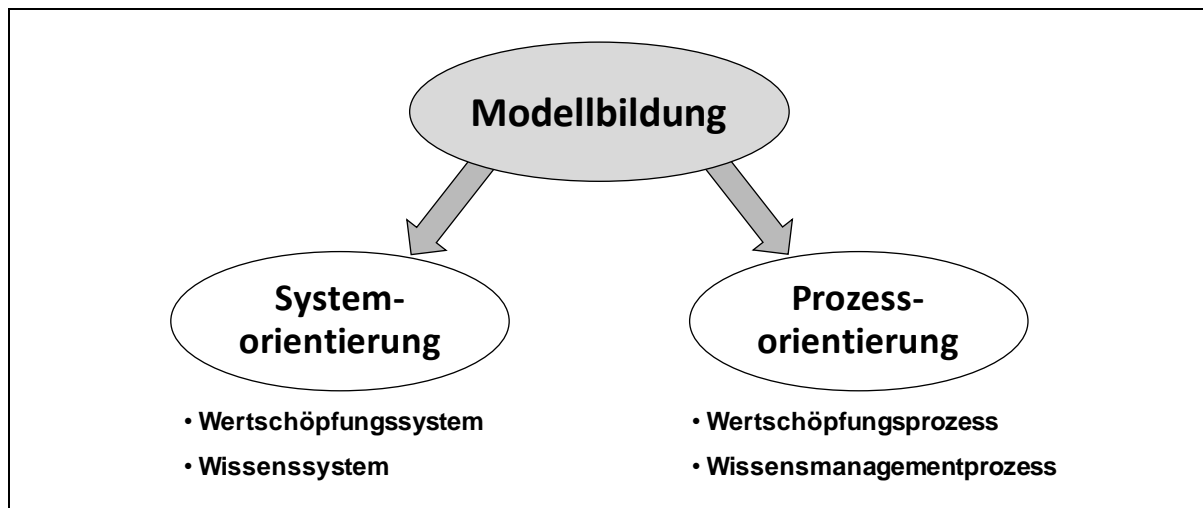 Modellbildung
System-
orientierung
Prozess-
orientierung
• Wertschöpfungssystem
• Wissenssystem
• Wertschöpfungsprozess
• Wissensmanagementprozess